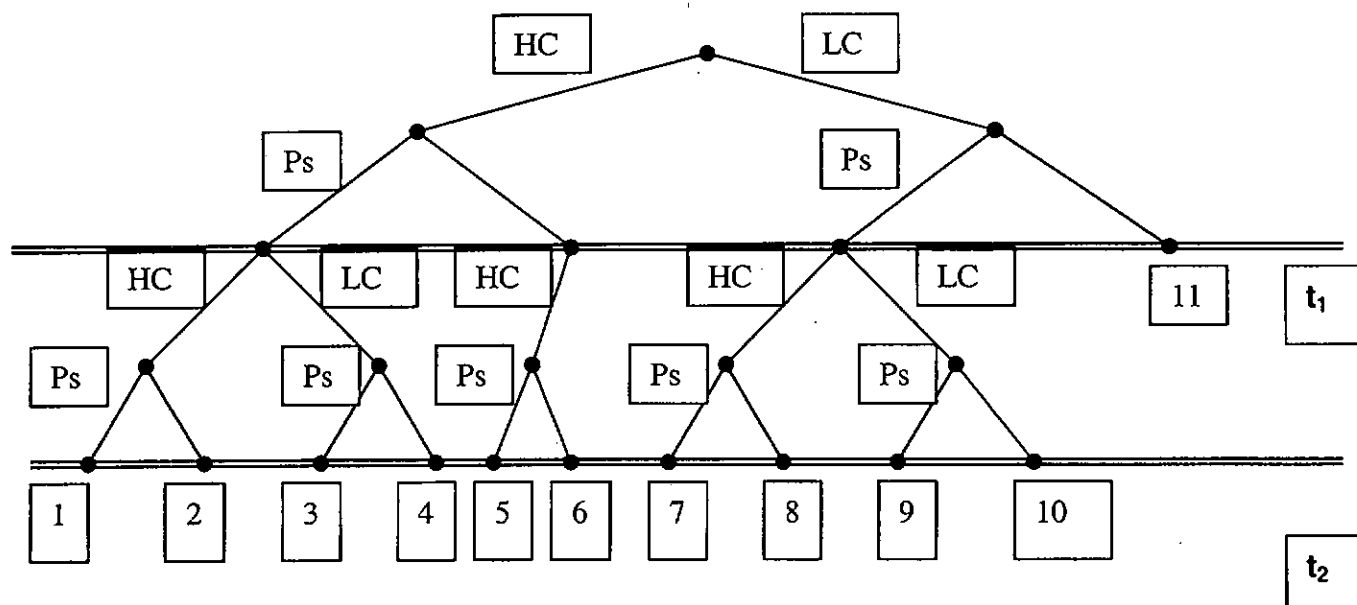 HC LC
Ps Ps
HC LC HC HC LC
11 t₁
Ps Ps Ps Ps Ps
1 2 3 4 5 6 7 8 9 10
t₂